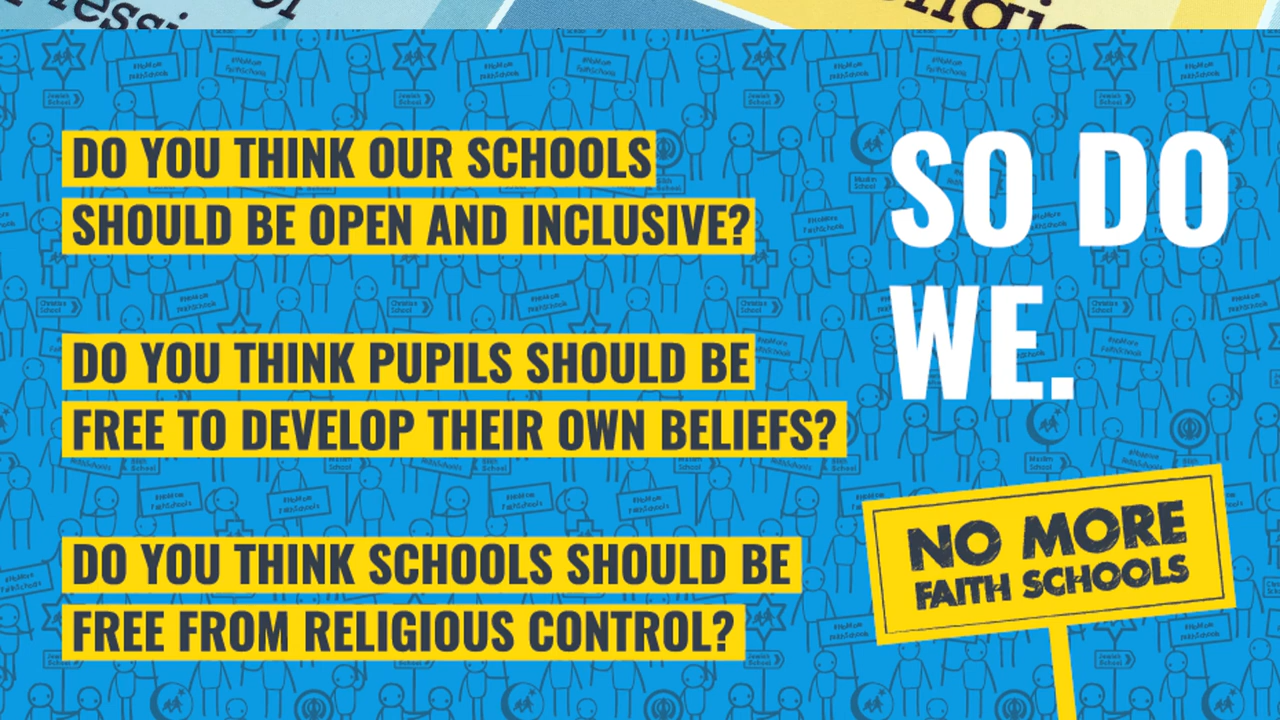 DO YOU THINK OUR SCHOOLS
SHOULD BE OPEN AND INCLUSIVE?
DO YOU THINK PUPILS SHOULD BE
FREE TO DEVELOP THEIR OWN BELIEFS?
DO YOU THINK SCHOOLS SHOULD BE
FREE FROM RELIGIOUS CONTROL?
SO DO
WE.
NO MORE
FAITH SCHOOLS